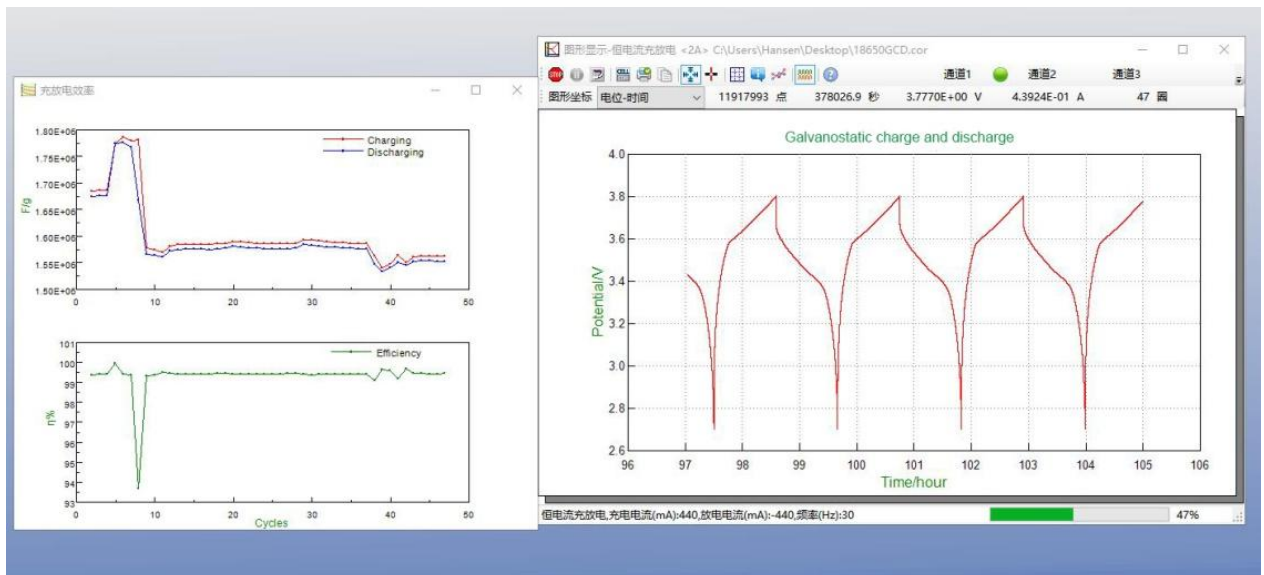 充放电效率
1.80E+06
1.75E+06
1.70E+06
1.65E+06
1.60E+06
1.55E+06
1.50E+06
F/g
Charging
Discharging
0 10 20 30 40 50
101
100
99
98
97
96
95
94
93
η%
Efficiency
0 10 20 30 40 50
Cycles
图形显示-恒电流充放电 <2A> C:\Users\Hansen\Desktop\18650GCD.cor
STOP
通道1 通道2 通道3
图形坐标 电位-时间 11917993 点 378026.9 秒 3.7770E+00 V 4.3924E-01 A 47 圈
Galvanostatic charge and discharge
4.0
3.8
3.6
3.4
3.2
3.0
2.8
2.6
Potential/V
96 97 98 99 100 101 102 103 104 105 106
Time/hour
恒电流充放电,充电电流(mA):440,放电电流(mA):-440,频率(Hz):30 47%